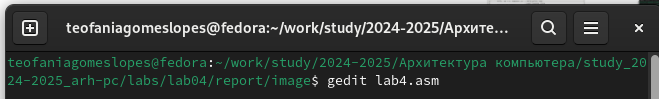 teofaniagomeslopes@fedora:~/work/study/2024-2025/Архите...
teofaniagomeslopes@fedora:~/work/study/2024-2025/Архитектура компьютера/study_20
24-2025_arh-pc/labs/lab04/report/image$ gedit lab4.asm